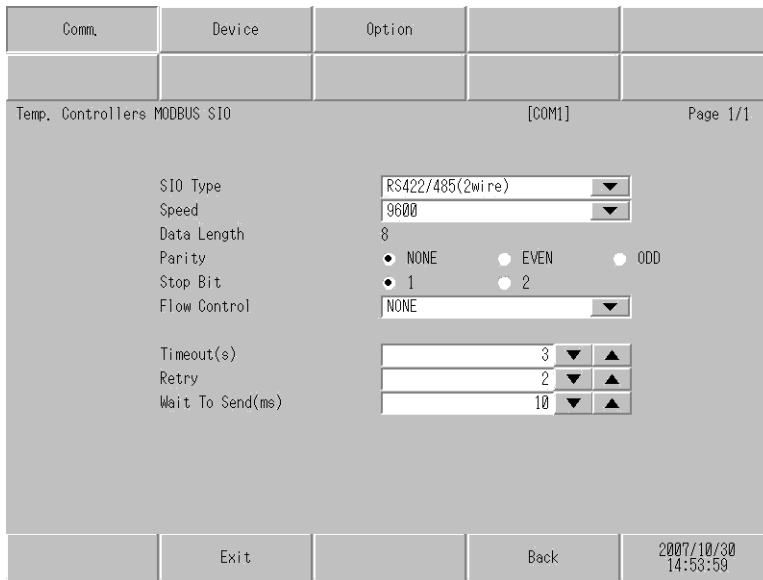 Comm. Device Option
Temp. Controllers MODBUS SIO [COM1] Page 1/1
SIO Type RS422/485(2wire)
Speed 9600
Data Length 8
Parity NONE EVEN ODD
Stop Bit 1 2
Flow Control NONE
Timeout(s) 3
Retry 2
Wait To Send(ms) 10
Exit Back 2007/10/30
14:53:59